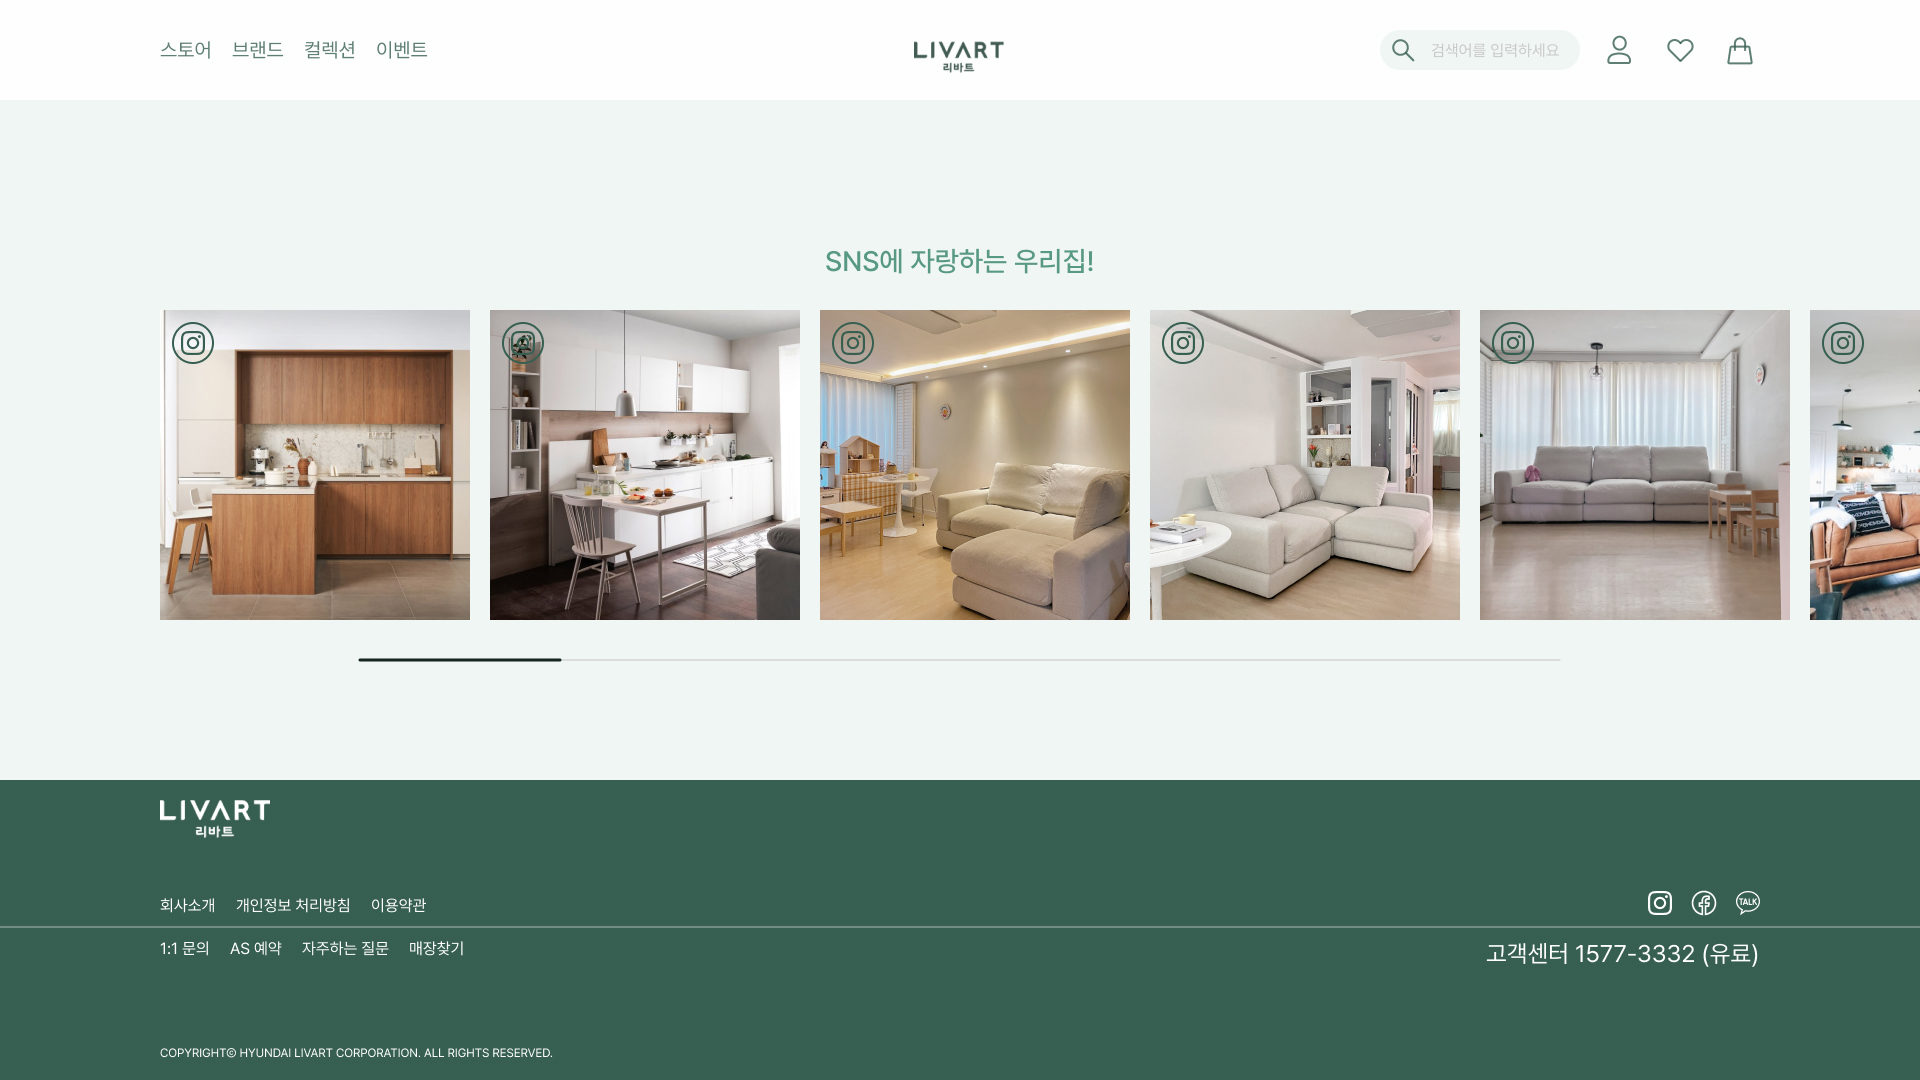 스토어 브랜드 컬렉션 이벤트
LIVART
리바트
검색어를 입력하세요
SNS에 자랑하는 우리집!
LIVART
리바트
회사소개 개인정보 처리방침 이용약관
TALK
1:1 문의 AS 예약 자주하는 질문 매장찾기
고객센터 1577-3332 (유료)
COPYRIGHT© HYUNDAI LIVART CORPORATION. ALL RIGHTS RESERVED.